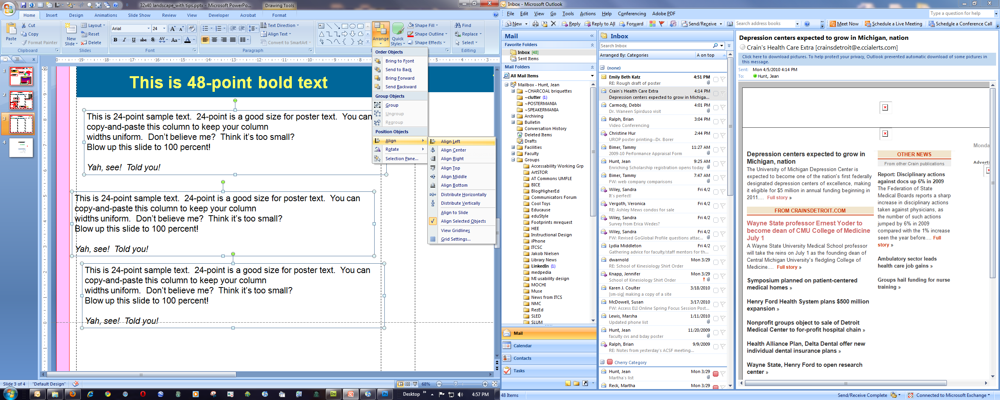 32x40 landscape_with tips.pptx - Microsoft PowerPo...
Drawing Tools
Home Insert Design Animations Slide Show Review View Developer Acrobat Format
Paste
Cut
Copy
Format Painter
Clipboard
New Slide
Layout
Reset
Delete
Slides
Arial 24
B I U abc S AV Aa A
Font
Text Direction
Align Text
Convert to SmartArt
Paragraph
Arrange
Quick Styles
Shape Fill
Shape Outline
Shape Effects
Find
Replace
Select
Editing
Order Objects
Bring to Front
Send to Back
Bring Forward
Send Backward
Group Objects
Group
Ungroup
Regroup
Position Objects
Align
Rotate
Selection Pane...
Align Left
Align Center
Align Right
Align Top
Align Middle
Align Bottom
Distribute Horizontally
Distribute Vertically
Align to Slide
Align Selected Objects
View Gridlines
Grid Settings...
1
2
3
4
This is 48-point bold text
This is 24-point sample text.  24-point is a good size for poster text.  You can
copy-and-paste this column to keep your column
widths uniform.  Don't believe me?  Think it's too small?
Blow up this slide to 100 percent!
Yah, see!  Told you!
This is 24-point sample text.  24-point is a good size for poster text.  You can
copy-and-paste this column to keep your column
widths uniform.  Don't believe me?  Think it's too small?
Blow up this slide to 100 percent!
Yah, see!  Told you!
This is 24-point sample text.  24-point is a good size for poster text.  You can
copy-and-paste this column to keep your column
widths uniform.  Don't believe me?  Think it's too small?
Blow up this slide to 100 percent!
Yah, see!  Told you!
Slide 3 of 4 "Default Design" 68%
Desktop 4:57 PM
Inbox - Microsoft Outlook
File Edit View Go Tools Actions Help Conferencing Adobe PDF
Type a question for help
New Reply Reply to All Forward Send/Receive Search address books Meet Now Schedule a Live Meeting Schedule a Conference Call
Mail
Favorite Folders
Inbox [48]
Sent Items
Mail Folders
All Mail Items
Mailbox - Hunt, Jean
~CHARCOAL briquettes
~clutter (1)
~POSTERMANIA
~SPEAKERMANIA
Archiving
Bulletin
Conversation History
Deleted Items
Drafts
Facilities
Faculty
Groups
Accessability Working Grp
ArtSTOR
AT Commons UMFLE
BICE
BlogHigherEd
Communicators Forum
Cool Toys
Educause
eduStyle
Footprints mrequest
HEE
Instructional Design
iPhone
ITCSC
Jakob Nielsen
Library News
LinkedIn (1)
medpedia
MI usability design
MOCHI
Muse
News from ITCS
NMC
RezEd
SLED
SLUM
Mail
Calendar
Contacts
Tasks
48 Items
Inbox
Search Inbox
Arranged By: Categories A on top
(none)
Emily Beth Katz 4:51 PM
RE: Rough draft of poster
Crain's Health Care Extra 4:14 PM
Depression centers expected to grow in Michiga...
Carmody, Debbi 4:01 PM
Dr. Waneen Spirduso visit
Ralph, Brian 3:04 PM
Video Conferencing
Christine Hur 2:44 PM
UROP poster printing--Dr. Borer
Bimer, Tammy 11:27 AM
2009-10 Performance Appraisal Form
Hunt, Jean 9:25 AM
Enriching Scholarship registration opens today
Bimer, Tammy 7:47 AM
FW: web company comparisons
Wiley, Sandra Fri 4/2
It's perfect!
Vergoth, Veronica Fri 4/2
RE: Ashley Mews condos for sale
Wiley, Sandra Fri 4/2
Survey from Erica Wedes?
Wiley, Sandra Fri 4/2
FW: Revised GoGlobal Profile questions attac...
Lydia Middleton Fri 4/2
Gathering advice for faculty/staff mentors for th...
dwarnold Mon 3/29
RE: School of Kinesiology Shirt Order
Knapp, Jennifer Mon 3/29
School of Kinesiology Shirt Order
Karen J. Coulter 3/18/2010
[sm-sig] making a copy of a site
McDowell, Susan 3/17/2010
FW: Access ELI Online Spring Focus Session Post...
Lewis, Marsha 1/11/2010
Updated phone list
Hunt, Jean 11/20/2009
faculty cvs and bday poster
Ralph, Brian 9/9/2009
RE: Notes from yesterday's ACSF meeting...
Cherry Category
Hunt, Jean Mon 3/29
Martha's list
Reck, Martha Mon 3/29
Depression centers expected to grow in Michigan, nation
Crain's Health Care Extra [crainsdetroit@e.ccialerts.com]
Click here to download pictures. To help protect your privacy, Outlook prevented automatic download of some pictures in
this message.
Sent: Mon 4/5/2010 4:14 PM
To: Hunt, Jean
Monda
Adverti
Depression centers expected to grow in
Michigan, nation
The University of Michigan Depression Center is
expected to become one of the nation's first federally
designated depression centers of excellence, making
it eligible for $5 million in annual funding beginning in
2011.... Full story »
FROM CRAINSDETROIT.COM
Wayne State professor Ernest Yoder to
become dean of CMU College of Medicine
July 1
A Wayne State University Medical School professor
will take the reins on July 1 as the founding dean of
Central Michigan University's fledgling College of
Medicine.... Full story »
Symposium planned on patient-centered
medical homes »
Henry Ford Health System plans $500 million
expansion »
Nonprofit groups object to sale of Detroit
Medical Center to for-profit hospital chain »
Health Alliance Plan, Delta Dental offer new
individual dental insurance plans »
Wayne State, Henry Ford to open research
center »
OTHER NEWS
From other Crain publications
Report: Disciplinary actions
against docs up 6% in 2009
The Federation of State
Medical Boards reports a sharp
increase in disciplinary actions
taken against physicians, as
the number of such actions
jumped by 6% in 2009
compared with the 1% increase
seen the year before.... Full
story »
Ambulatory sector leads
health care job gains »
Groups hail funding for nurse
training »
Send/Receive Complete Connected to Microsoft Exchange